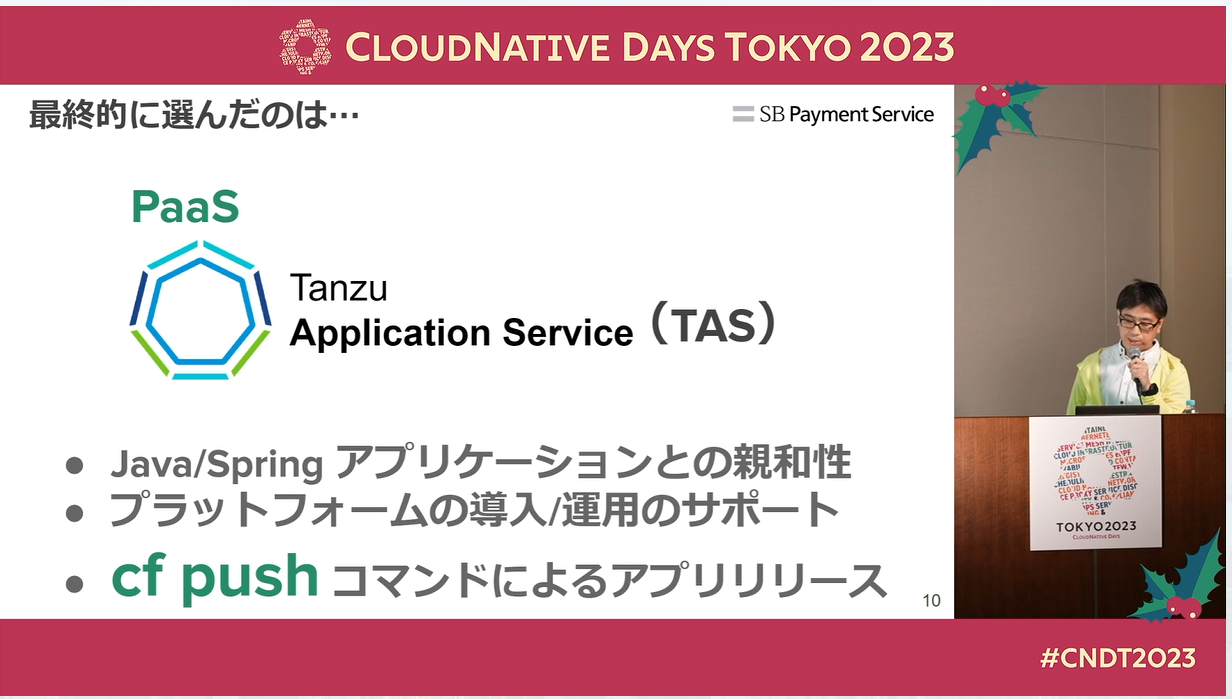 CLOUDNATIVE DAYS TOKYO 2023
最終的に選んだのは…
SB Payment Service
PaaS
Tanzu
Application Service（TAS）
● Java/Spring アプリケーションとの親和性
● プラットフォームの導入/運用のサポート
● cf push コマンドによるアプリリリース
10
TOKYO2023
CLOUDNATIVE DAYS
#CNDT2023